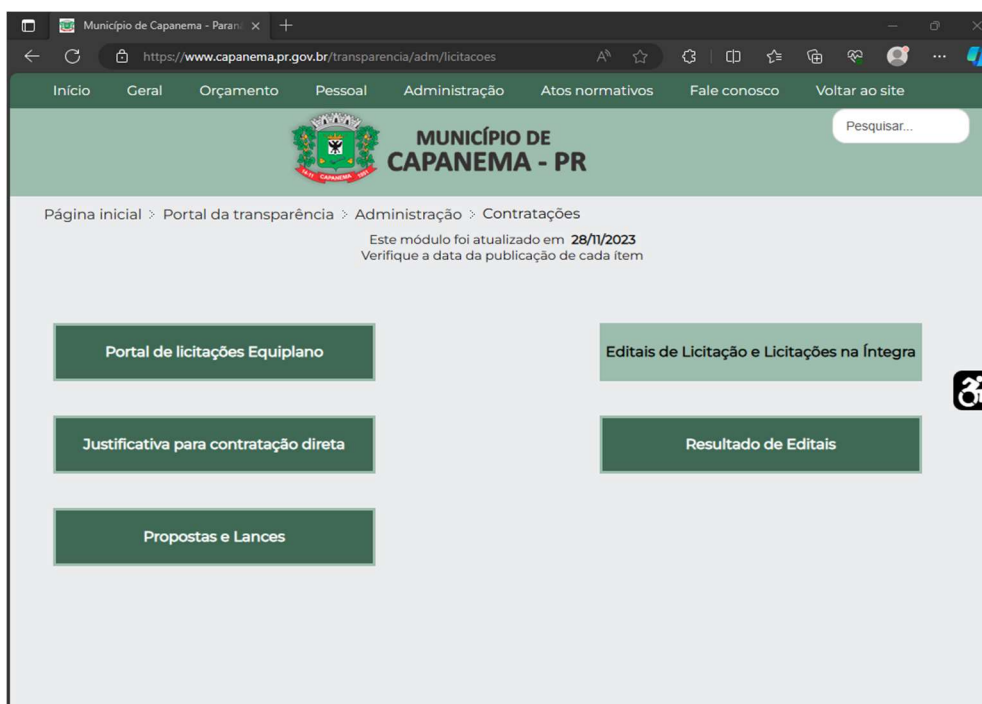 Município de Capanema - Paraná
https://www.capanema.pr.gov.br/transparencia/adm/licitacoes
Início Geral Orçamento Pessoal Administração Atos normativos Fale conosco Voltar ao site
MUNICÍPIO DE
CAPANEMA - PR
Pesquisar...
CAPANEMA
Página inicial > Portal da transparência > Administração > Contratações
Este módulo foi atualizado em 28/11/2023
Verifique a data da publicação de cada ítem
Portal de licitações Equiplano
Editais de Licitação e Licitações na Íntegra
Justificativa para contratação direta
Resultado de Editais
Propostas e Lances